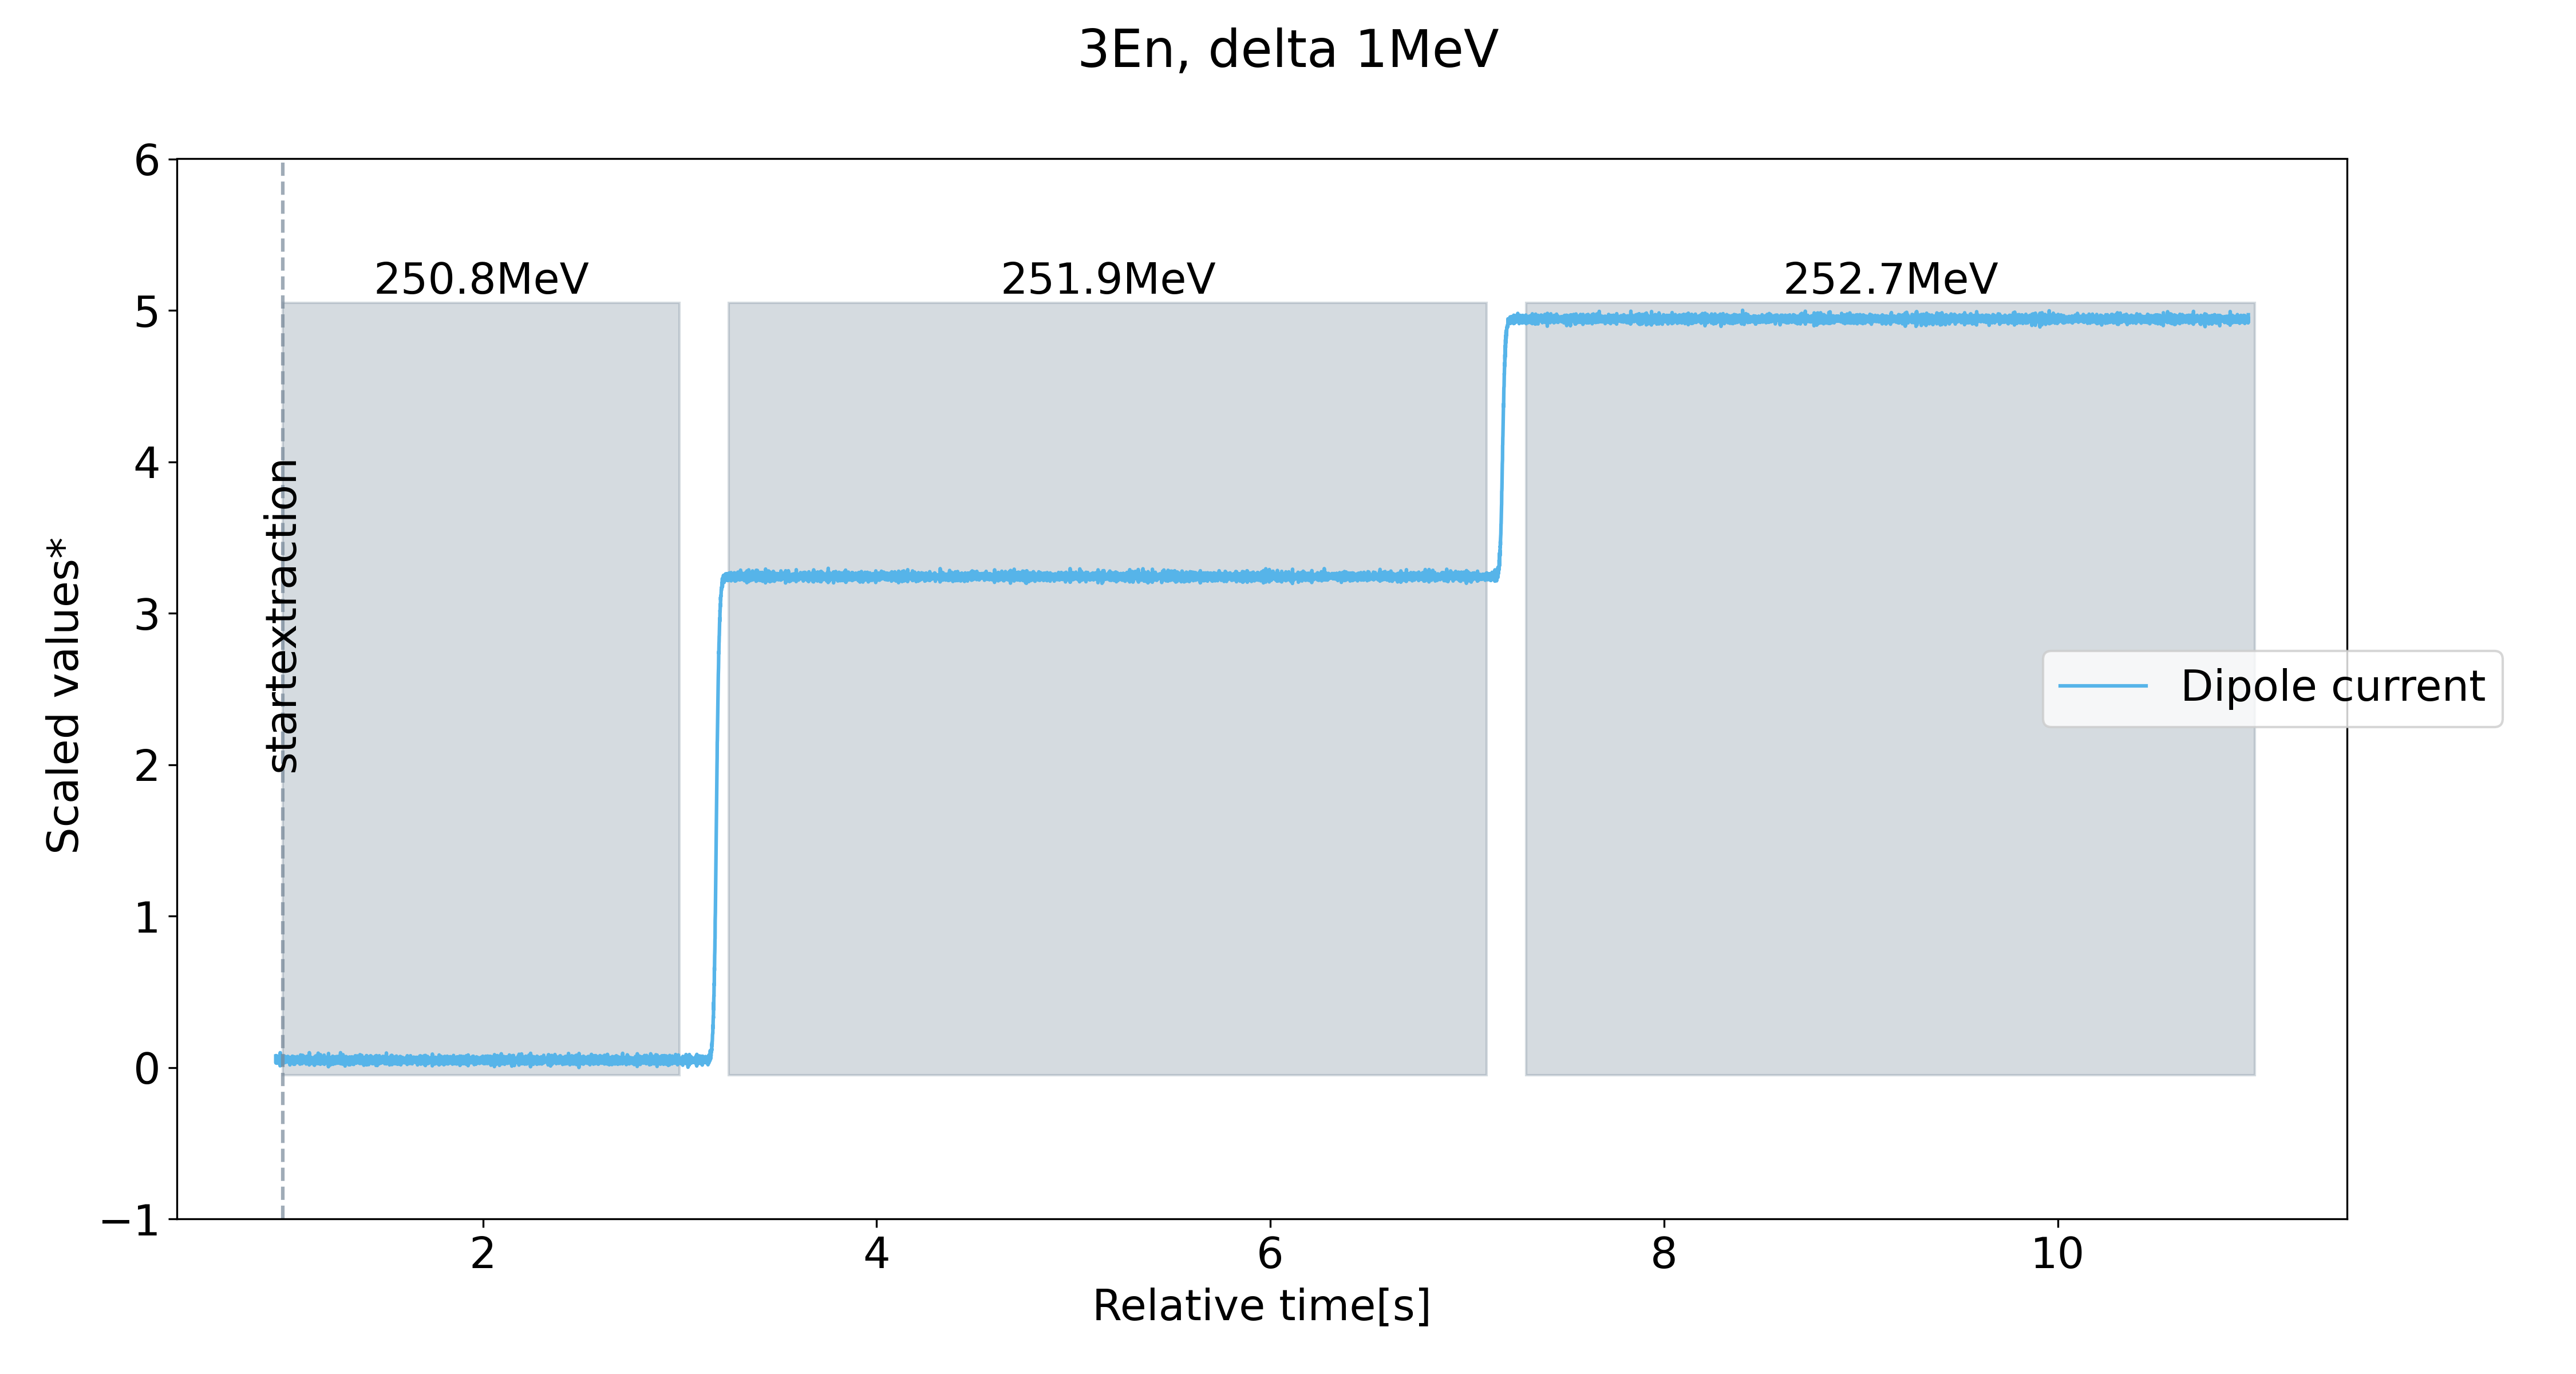 3En, delta 1MeV
6
5
4
3
2
1
0
−1
Scaled values*
startextraction
250.8MeV
251.9MeV
252.7MeV
Dipole current
2
4
6
8
10
Relative time[s]